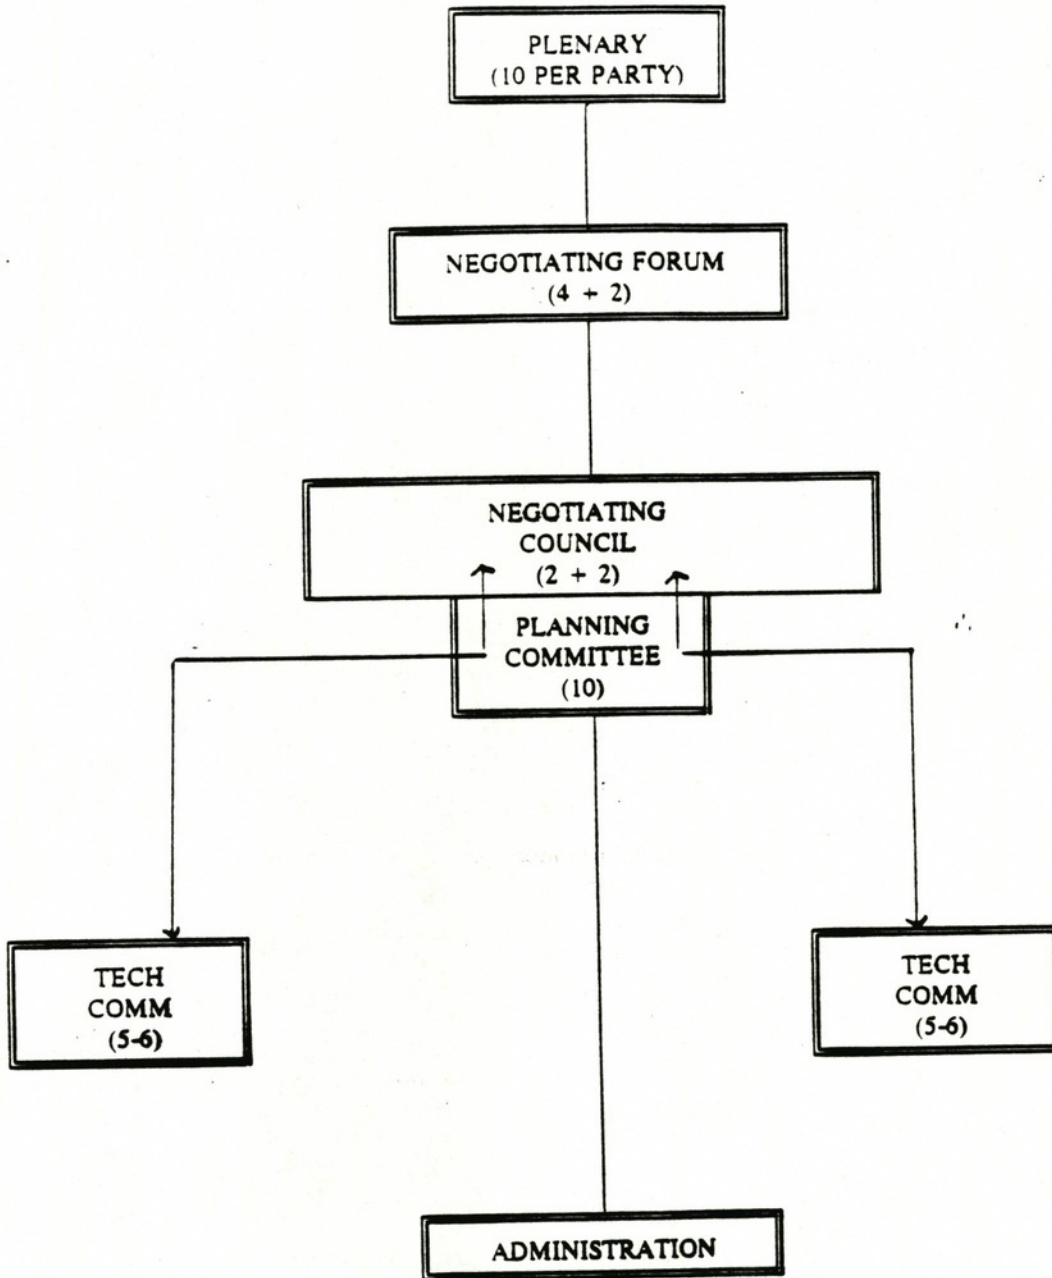 PLENARY
(10 PER PARTY)
NEGOTIATING FORUM
(4 + 2)
NEGOTIATING
COUNCIL
(2 + 2)
PLANNING
COMMITTEE
(10)
TECH
COMM
(5-6)
TECH
COMM
(5-6)
ADMINISTRATION